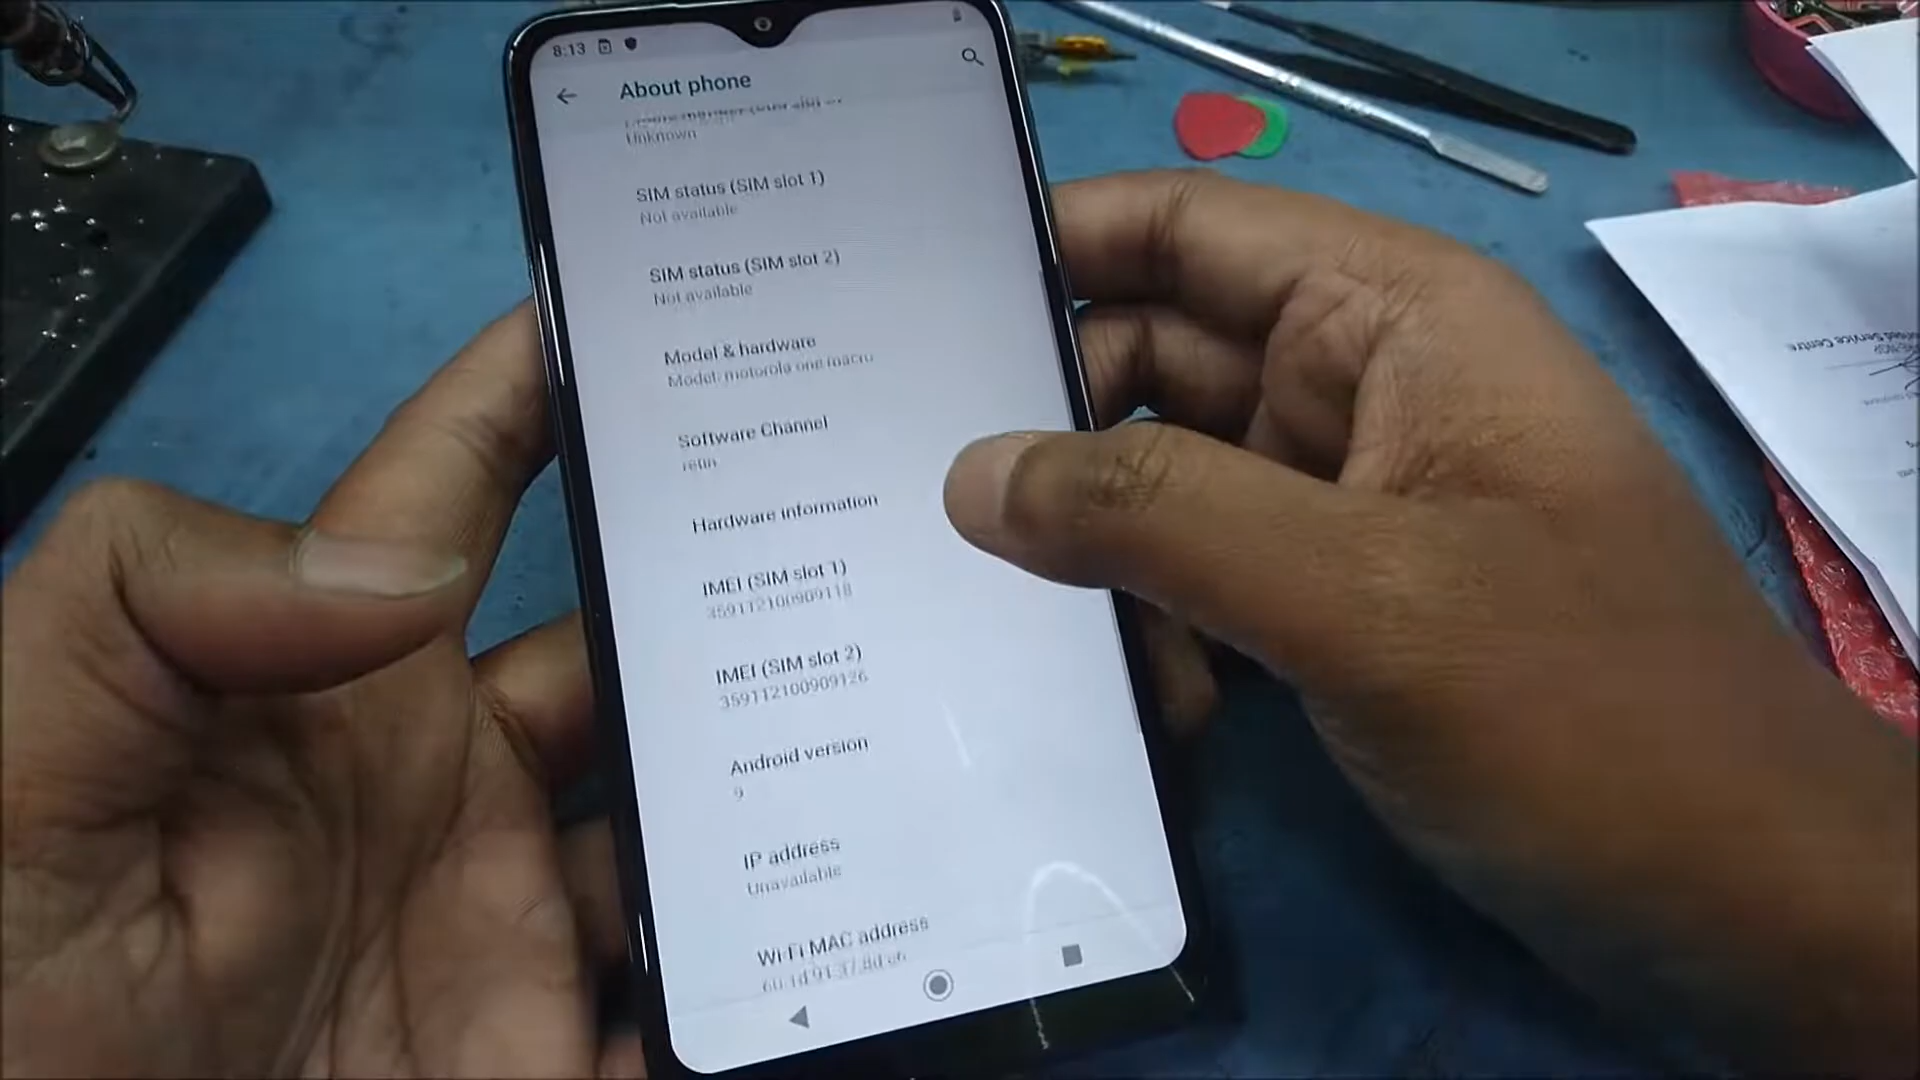 8:13
About phone
Unknown
SIM status (SIM slot 1)
Not available
SIM status (SIM slot 2)
Not available
Model & hardware
Model: motorola one macro
Software Channel
retin
Hardware information
IMEI (SIM slot 1)
359112100909118
IMEI (SIM slot 2)
359112100909126
Android version
9
IP address
Unavailable
Wi-Fi MAC address
Service Centre